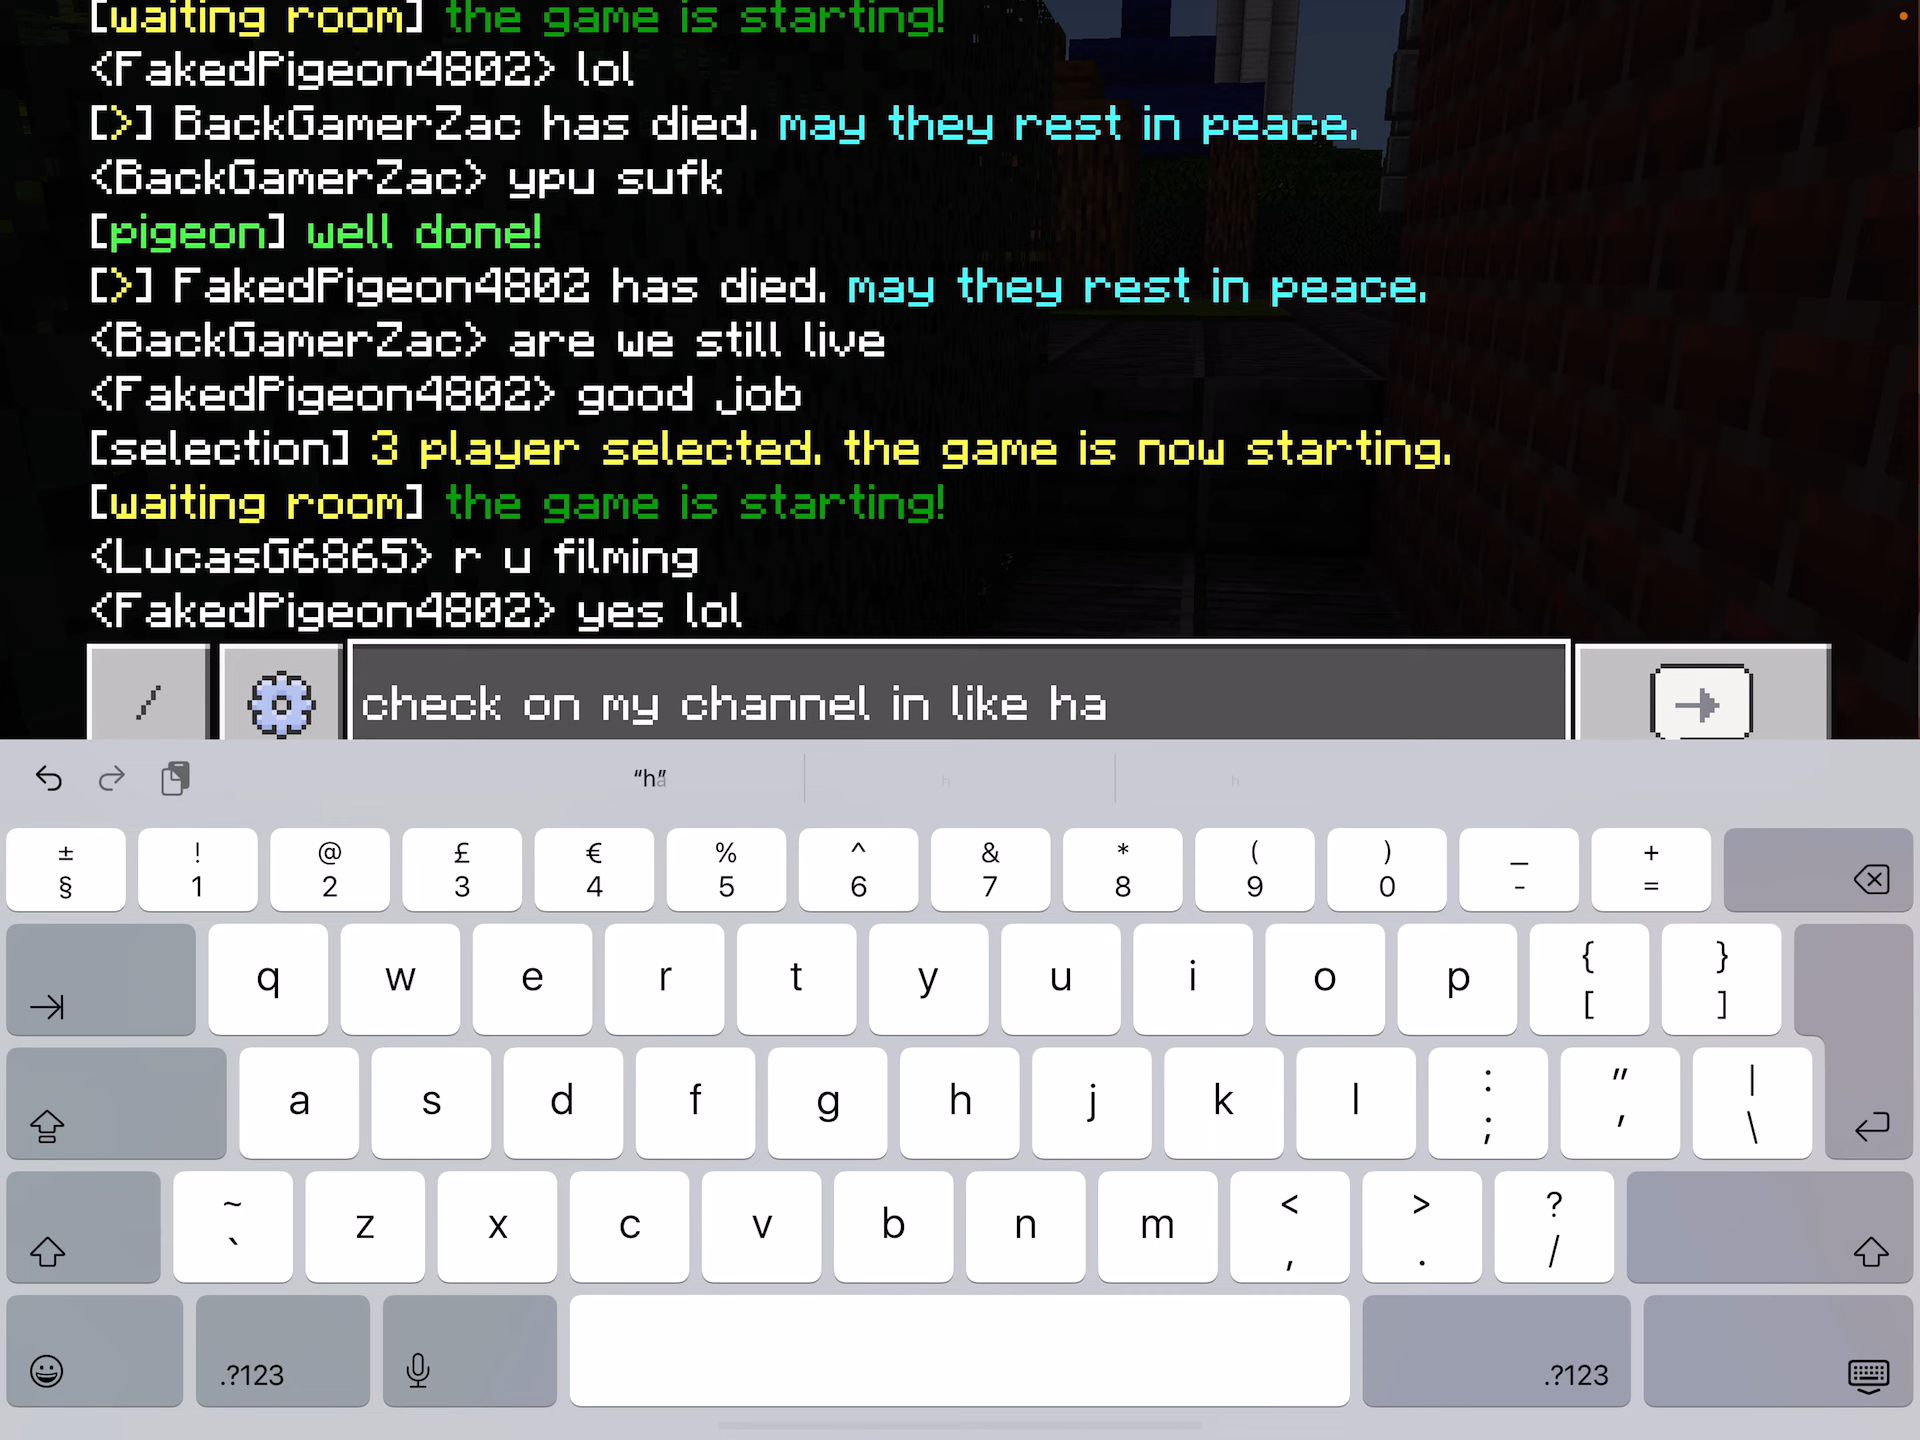 [waiting room] the game is starting!
<FakedPigeon4802> lol
[>] BackGamerZac has died. may they rest in peace.
<BackGamerZac> ypu sufk
[pigeon] well done!
[>] FakedPigeon4802 has died. may they rest in peace.
<BackGamerZac> are we still live
<FakedPigeon4802> good job
[selection] 3 player selected. the game is now starting.
[waiting room] the game is starting!
<LucasG6865> r u filming
<FakedPigeon4802> yes lol
/ check on my channel in like ha
“ha” h h
± ! @ £ € % ^ & * ( ) _ +
§ 1 2 3 4 5 6 7 8 9 0 - =
q w e r t y u i o p { }
[ ]
a s d f g h j k l : " |
; ' \
~ z x c v b n m < > ?
` , . /
.?123 .?123